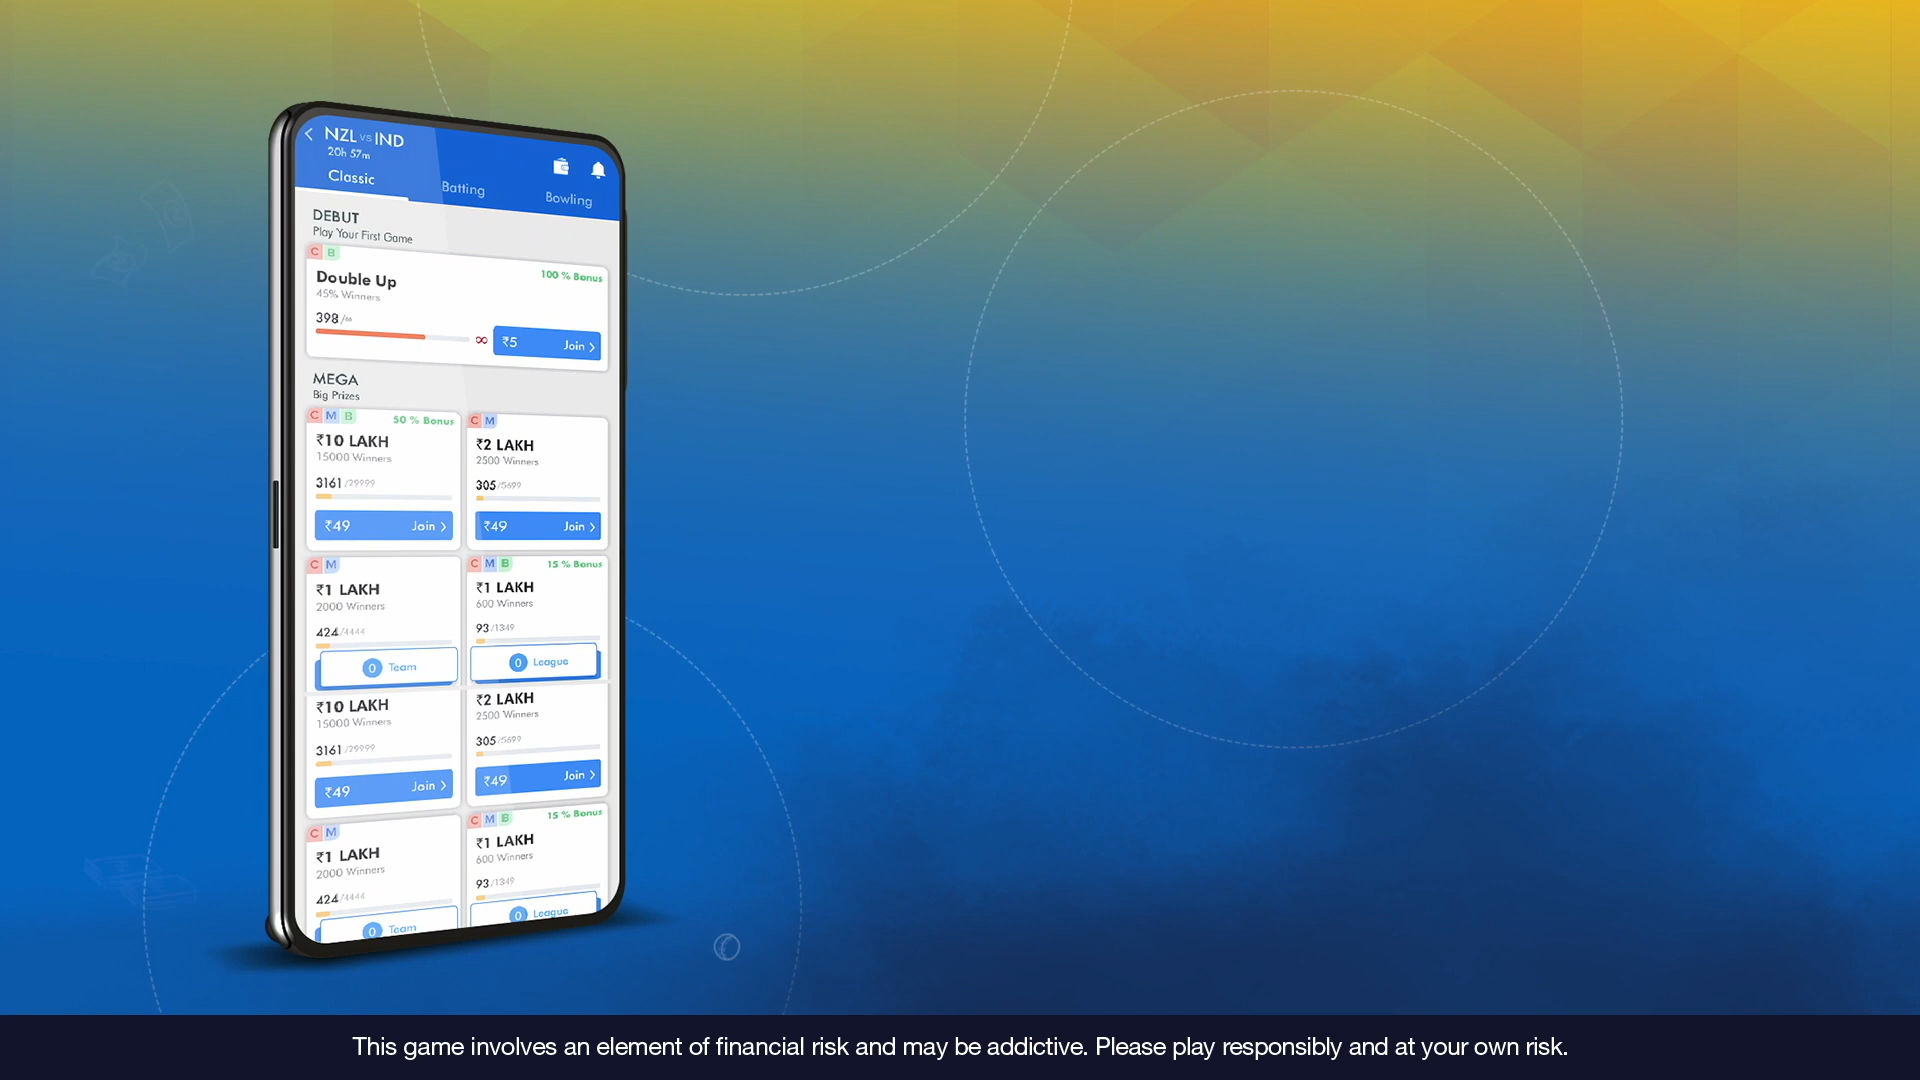 NZL vs IND
20h 57m
Classic
Batting
Bowling
DEBUT
Play Your First Game
C B
100 % Bonus
Double Up
45% Winners
398/∞
∞
₹5 Join >
MEGA
Big Prizes
C M B
50 % Bonus
₹10 LAKH
15000 Winners
3161/29999
₹49 Join >
C M
₹2 LAKH
2500 Winners
305/5699
₹49 Join >
C M
₹1 LAKH
2000 Winners
424/4444
0 Team
C M B
15 % Bonus
₹1 LAKH
600 Winners
93/1349
0 League
₹10 LAKH
15000 Winners
3161/29999
₹49 Join >
₹2 LAKH
2500 Winners
305/5699
₹49 Join >
C M
₹1 LAKH
2000 Winners
424/4444
0 Team
C M B
15 % Bonus
₹1 LAKH
600 Winners
93/1349
0 League
This game involves an element of financial risk and may be addictive. Please play responsibly and at your own risk.